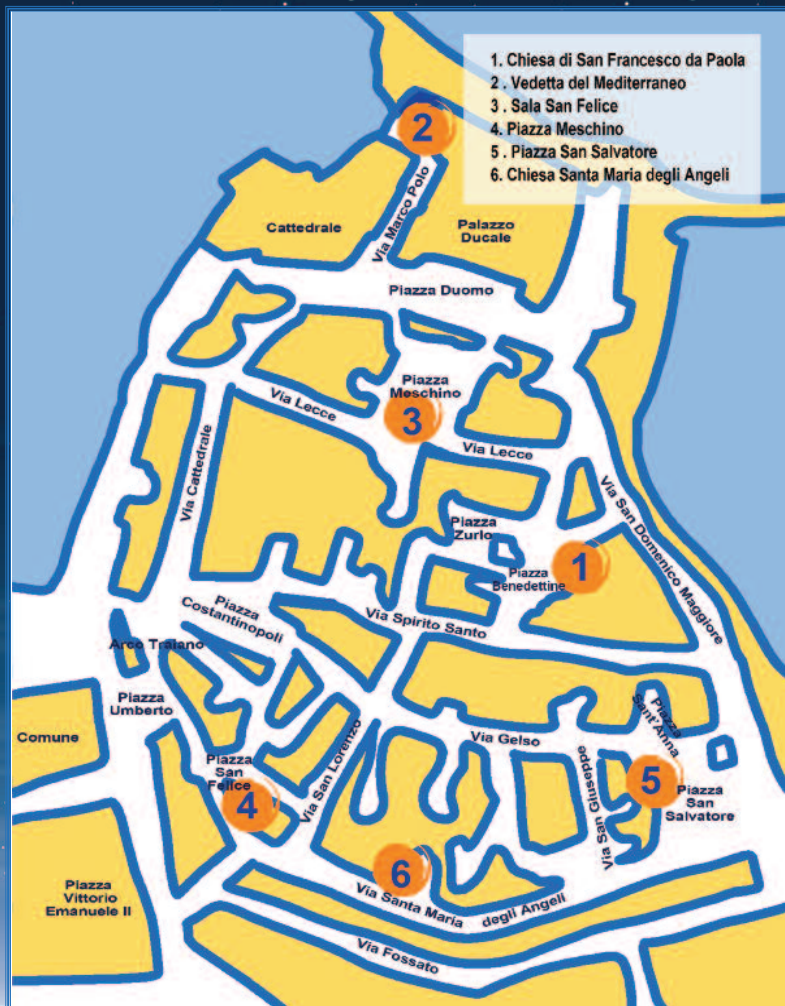 1. Chiesa di San Francesco da Paola
2 . Vedetta del Mediterraneo
3 . Sala San Felice
4. Piazza Meschino
5 . Piazza San Salvatore
6. Chiesa Santa Maria degli Angeli
2
Via Marco Polo
Cattedrale
Palazzo
Ducale
Piazza Duomo
Piazza
Meschino
3
Via Lecce
Via Lecce
Via Cattedrale
Via San Domenico Maggiore
Piazza
Zurlo
1
Piazza
Benedettine
Piazza
Costantinopoli
Via Spirito Santo
Arco Traiano
Piazza
Umberto
Comune
Piazza
San
Felice
4
Via San Lorenzo
Via Gelso
Via San Giuseppe
Piazza
Sant'Anna
5
Piazza
San
Salvatore
6
Via Santa Maria degli Angeli
Piazza
Vittorio
Emanuele II
Via Fossato